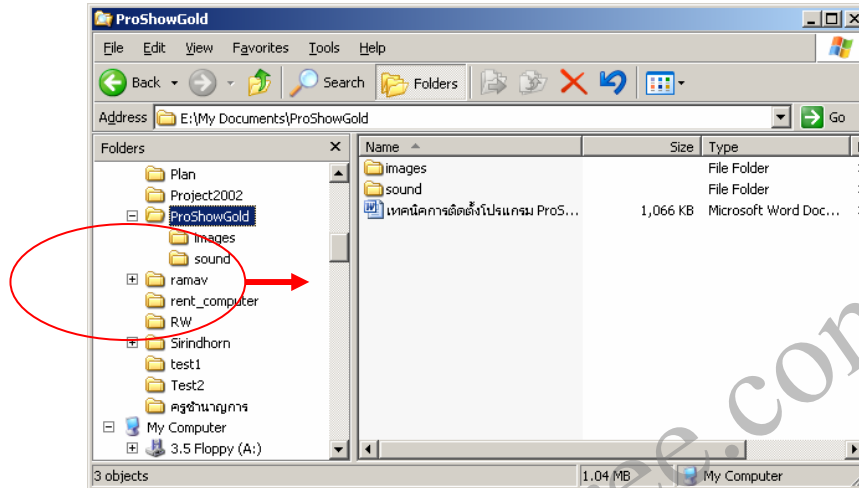 ProShowGold
File Edit View Favorites Tools Help
Back Search Folders
Address E:\My Documents\ProShowGold Go
Folders
Plan
Project2002
ProShowGold
images
sound
ramav
rent_computer
RW
Sirindhorn
test1
Test2
ครูชำนาญการ
My Computer
3.5 Floppy (A:)
Name Size Type
images File Folder
sound File Folder
เทคนิคการติดตั้งโปรแกรม ProS... 1,066 KB Microsoft Word Doc...
3 objects 1.04 MB My Computer